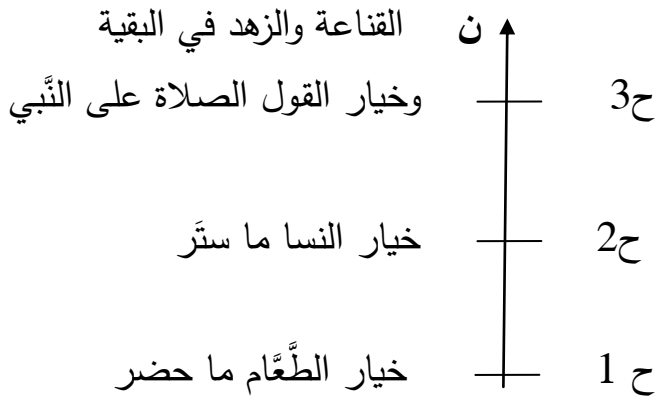 ن القناعة والزهد في البقية
ح3 وخيار القول الصلاة على النَّبي
ح2 خيار النسا ما ستَر
ح 1 خيار الطَّعَّام ما حضر